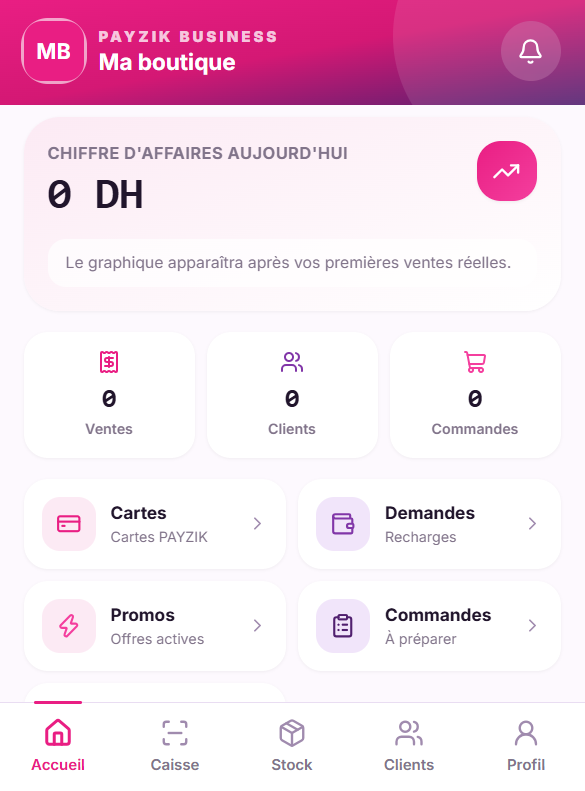 MB
PAYZIK BUSINESS
Ma boutique
CHIFFRE D'AFFAIRES AUJOURD'HUI
0 DH
Le graphique apparaîtra après vos premières ventes réelles.
0
Ventes
0
Clients
0
Commandes
Cartes
Cartes PAYZIK
Demandes
Recharges
Promos
Offres actives
Commandes
À préparer
Accueil
Caisse
Stock
Clients
Profil